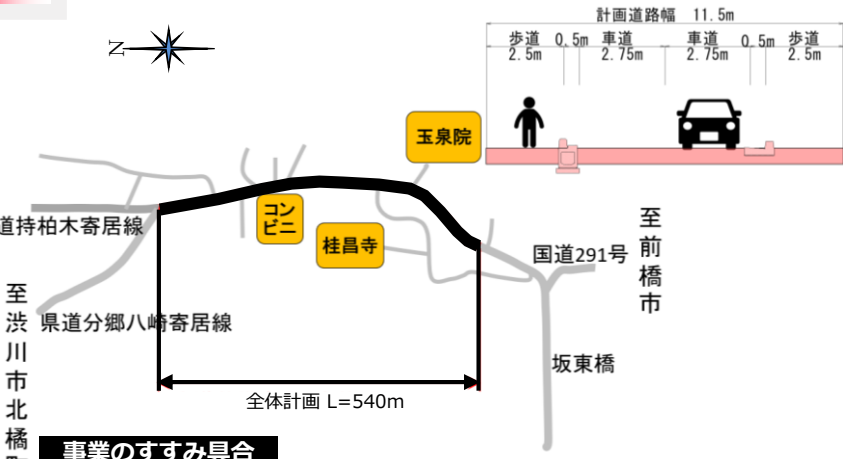 計画道路幅 11.5m
歩道 0.5m 車道 車道 0.5m 歩道
2.5m 2.75m 2.75m 2.5m
N
玉泉院
コン
ビニ
桂昌寺
道持柏木寄居線
県道分郷八崎寄居線
国道291号
至前橋市
坂東橋
至渋川市北橘町
全体計画 L=540m
事業のすすみ具合